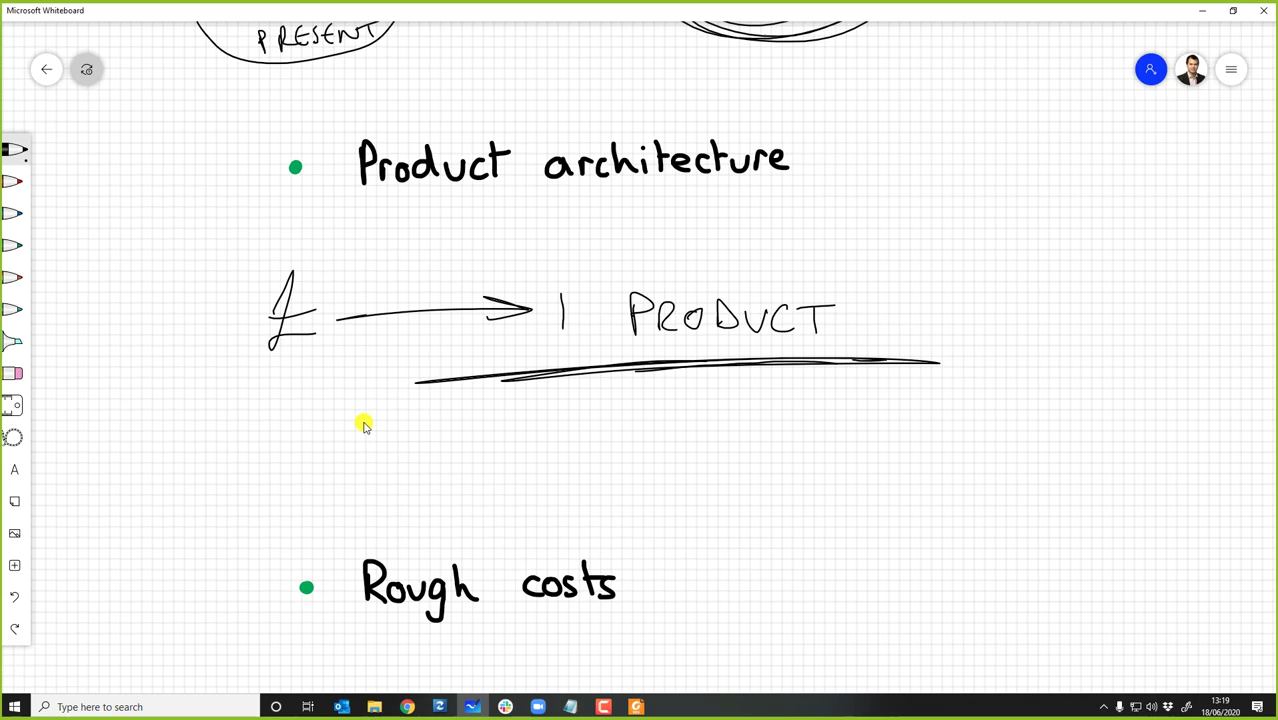 Microsoft Whiteboard
PRESENT
Product architecture
£ → 1 PRODUCT
Rough costs
A
Type here to search
13:19
18/06/2020